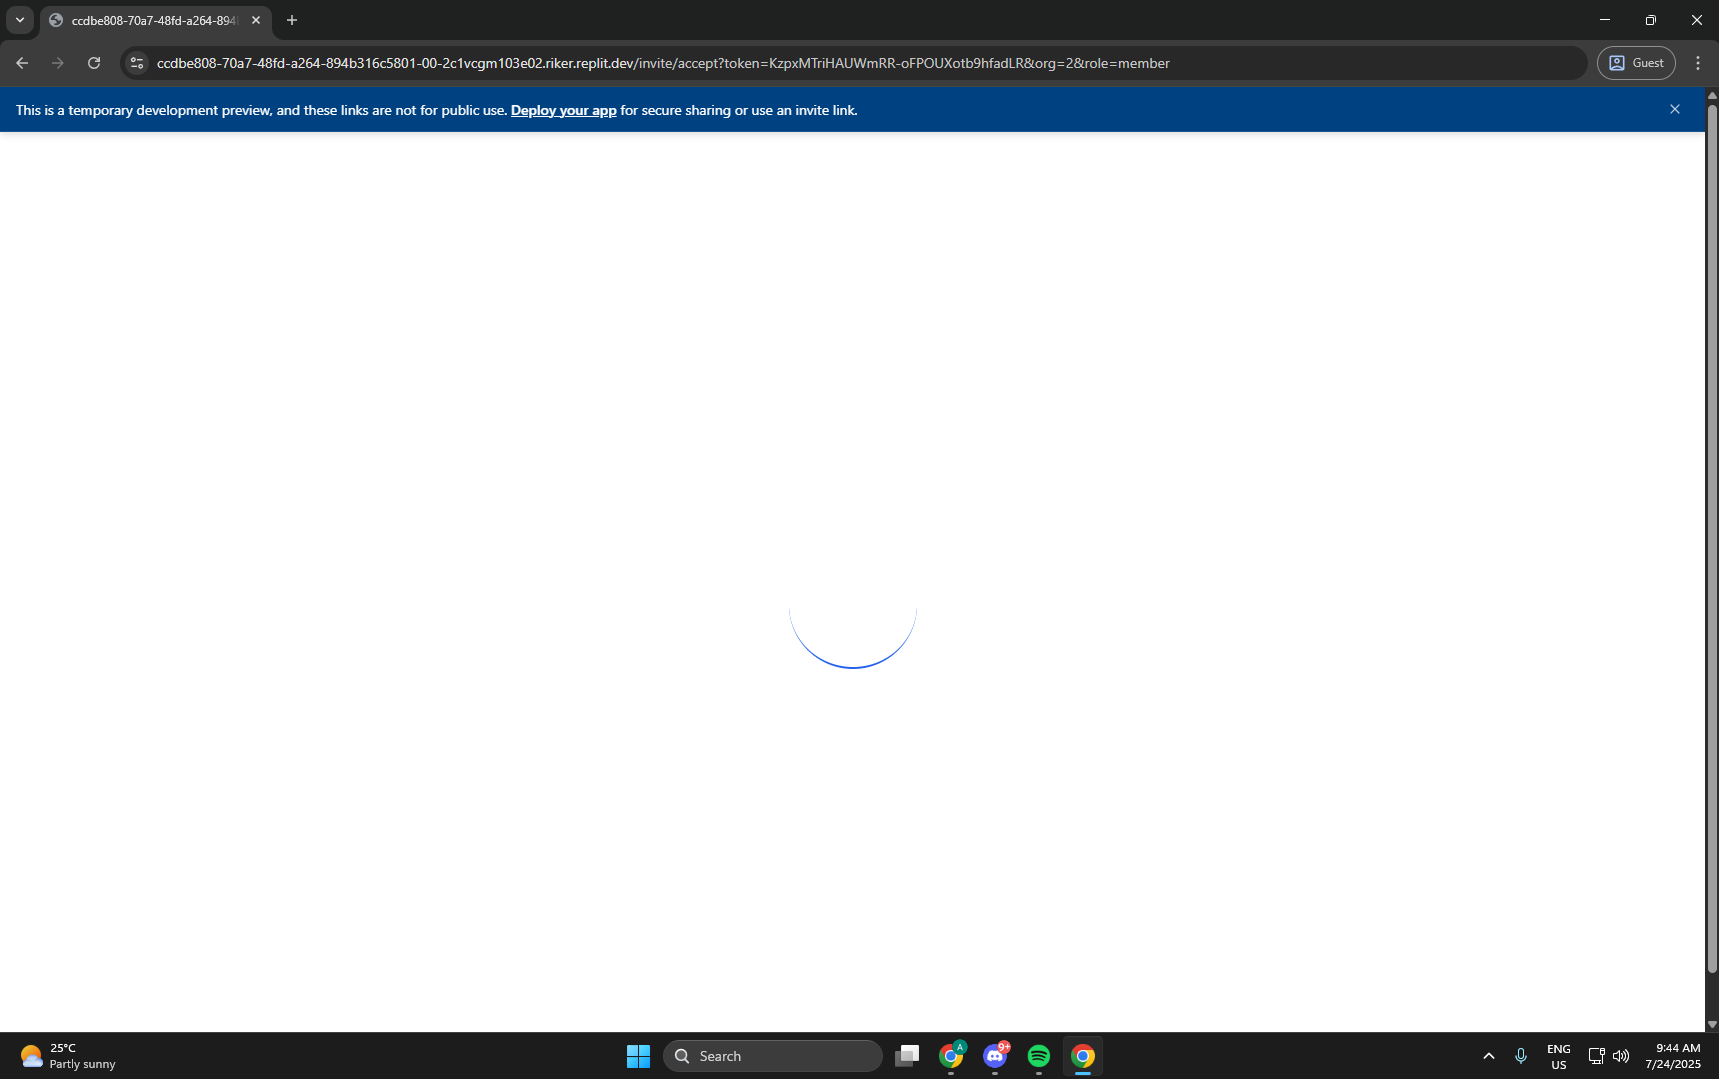 ccdbe808-70a7-48fd-a264-894
ccdbe808-70a7-48fd-a264-894b316c5801-00-2c1vcgm103e02.riker.replit.dev/invite/accept?token=KzpxMTriHAUWmRR-oFPOUXotb9hfadLR&org=2&role=member
Guest
This is a temporary development preview, and these links are not for public use. Deploy your app for secure sharing or use an invite link.
25°C
Partly sunny
Search
A
9+
ENG
US
9:44 AM
7/24/2025